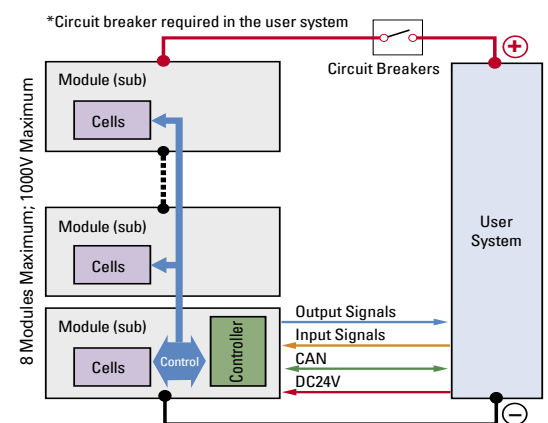 *Circuit breaker required in the user system
Circuit Breakers
8 Modules Maximum; 1000V Maximum
Module (sub)
Cells
Module (sub)
Cells
Module (sub)
Cells
Control
Controller
Output Signals
Input Signals
CAN
DC24V
User
System
+
−